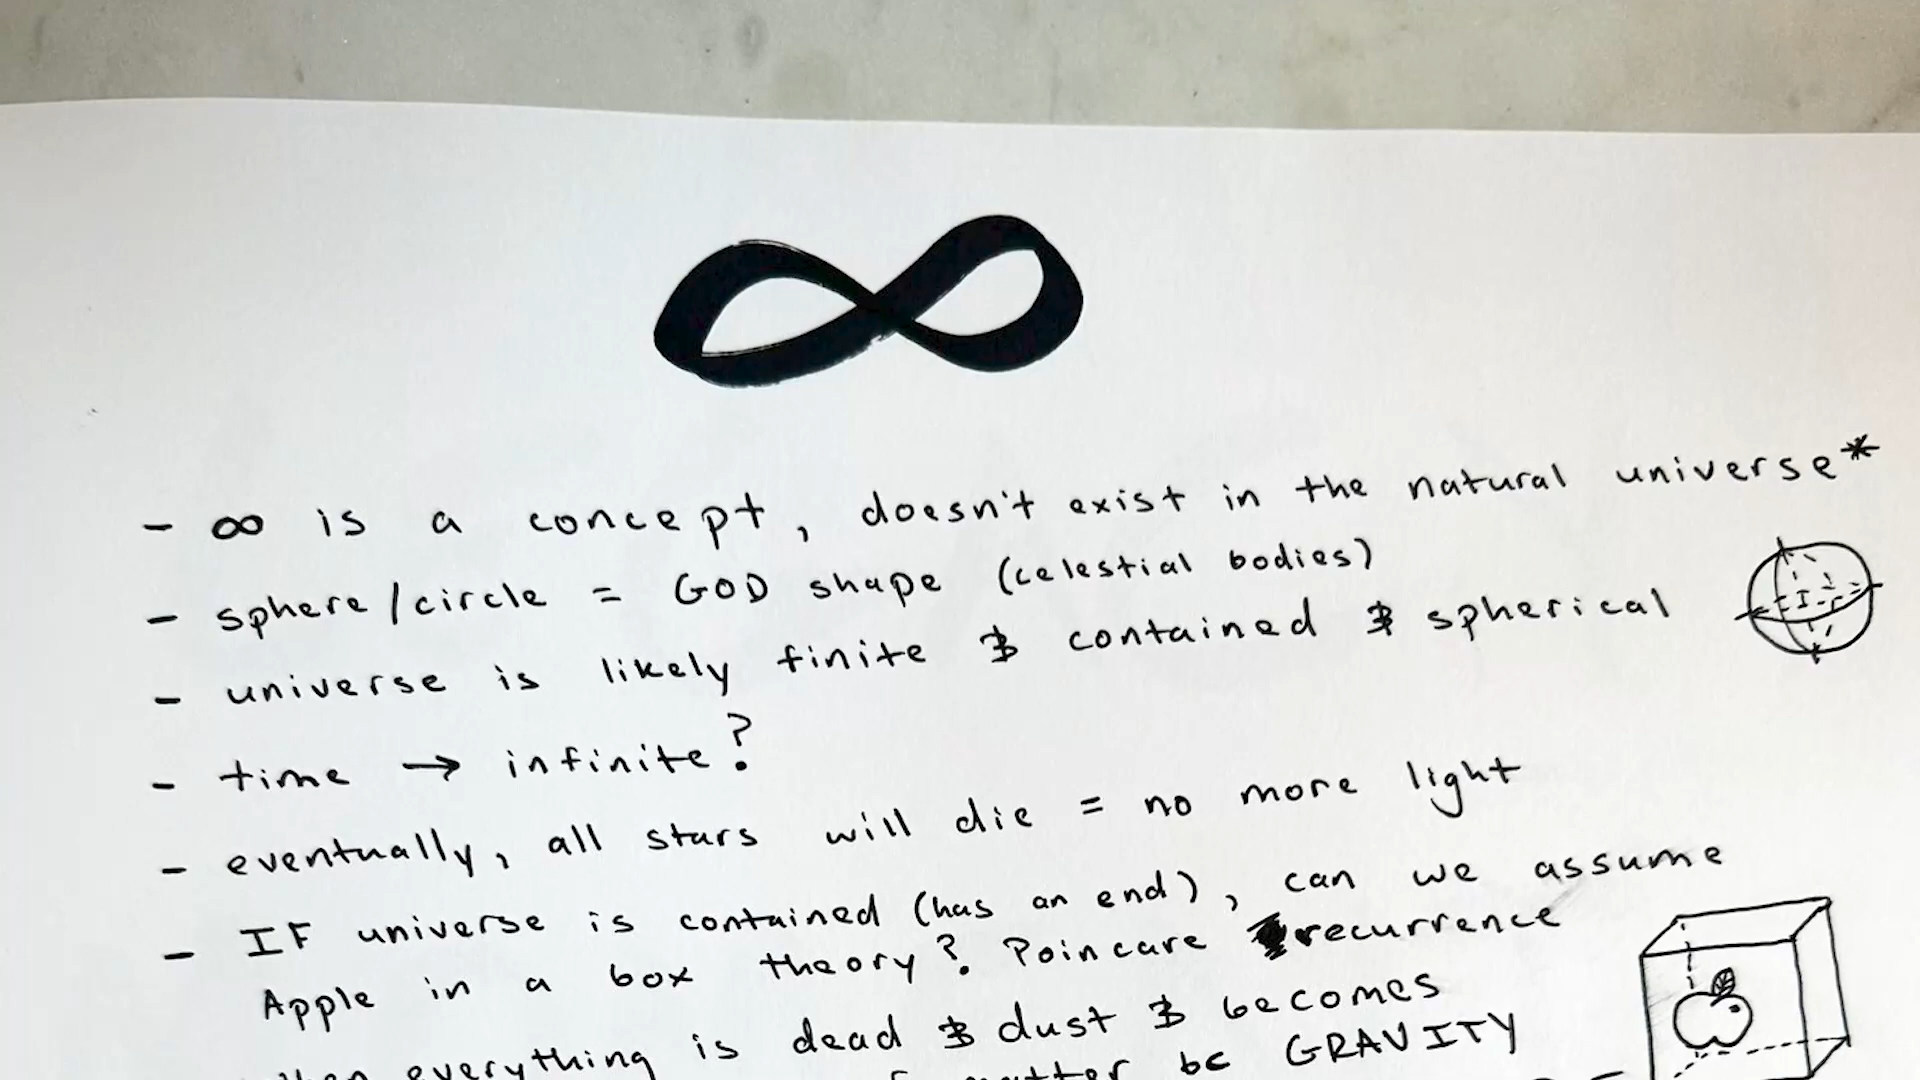 ∞
- ∞ is a concept, doesn't exist in the natural universe*
- sphere/circle = GOD shape (celestial bodies)
- universe is likely finite & contained & spherical
- time → infinite?
- eventually, all stars will die = no more light
- IF universe is contained (has an end), can we assume
Apple in a box theory? Poincare recurrence
everything is dead & dust & becomes
matter be GRAVITY